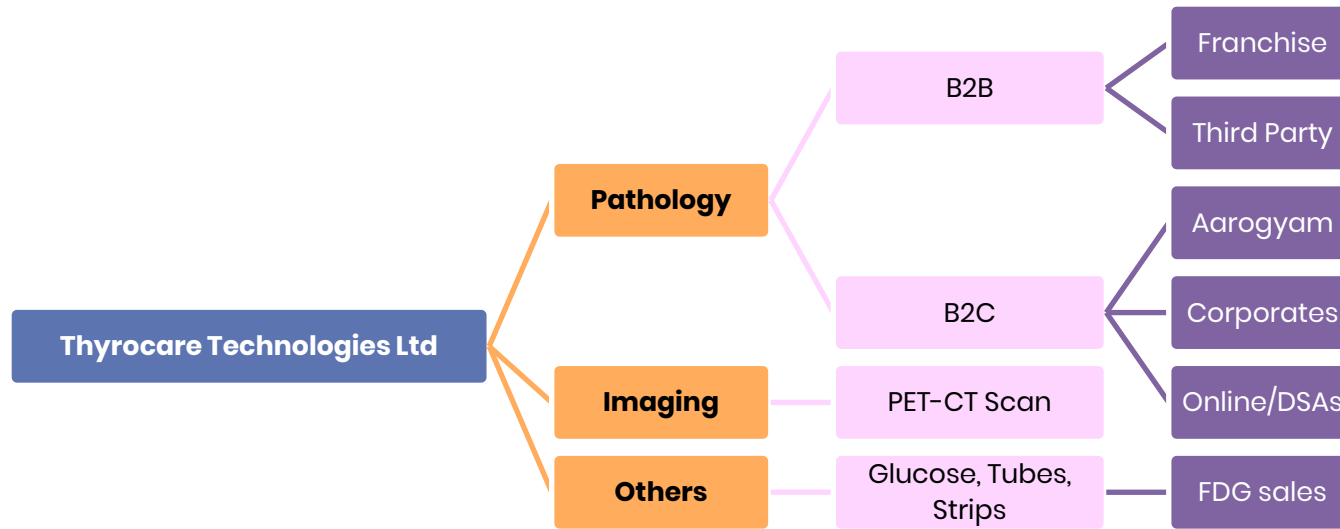 Thyrocare Technologies Ltd
Pathology
Imaging
Others
B2B
B2C
PET-CT Scan
Glucose, Tubes,
Strips
Franchise
Third Party
Aarogyam
Corporates
Online/DSAs
FDG sales